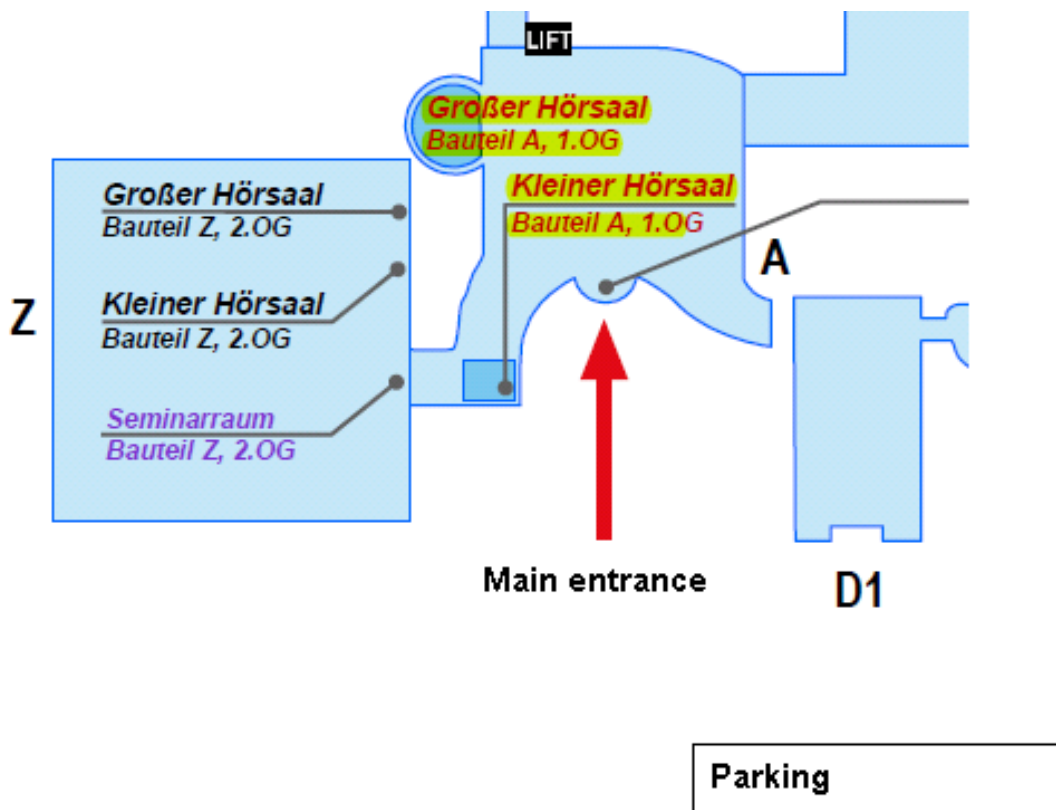 LIFT
Großer Hörsaal
Bauteil A, 1.OG
Kleiner Hörsaal
Bauteil A, 1.OG
Großer Hörsaal
Bauteil Z, 2.OG
Kleiner Hörsaal
Bauteil Z, 2.OG
Seminarraum
Bauteil Z, 2.OG
Z
A
Main entrance
D1
Parking